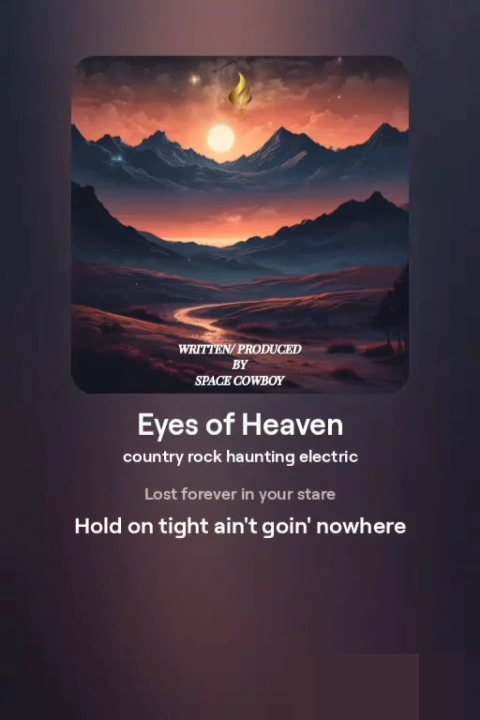 WRITTEN/ PRODUCED
BY
SPACE COWBOY
Eyes of Heaven
country rock haunting electric
Lost forever in your stare
Hold on tight ain't goin' nowhere